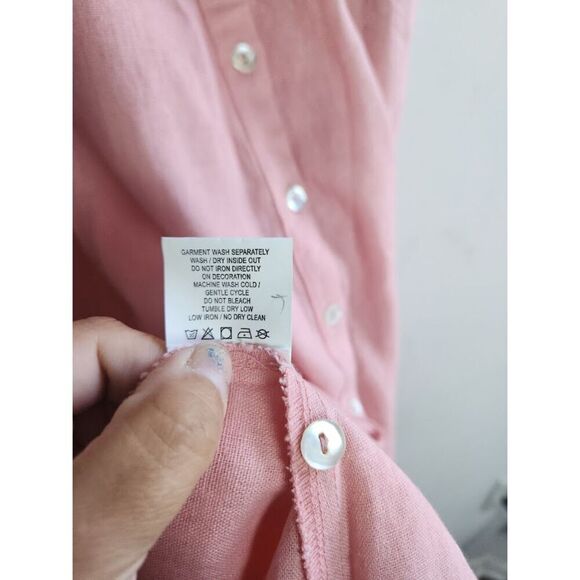 GARMENT WASH SEPARATELY
WASH / DRY INSIDE OUT
DO NOT IRON DIRECTLY
ON DECORATION
MACHINE WASH COLD /
GENTLE CYCLE
DO NOT BLEACH
TUMBLE DRY LOW
LOW IRON / NO DRY CLEAN